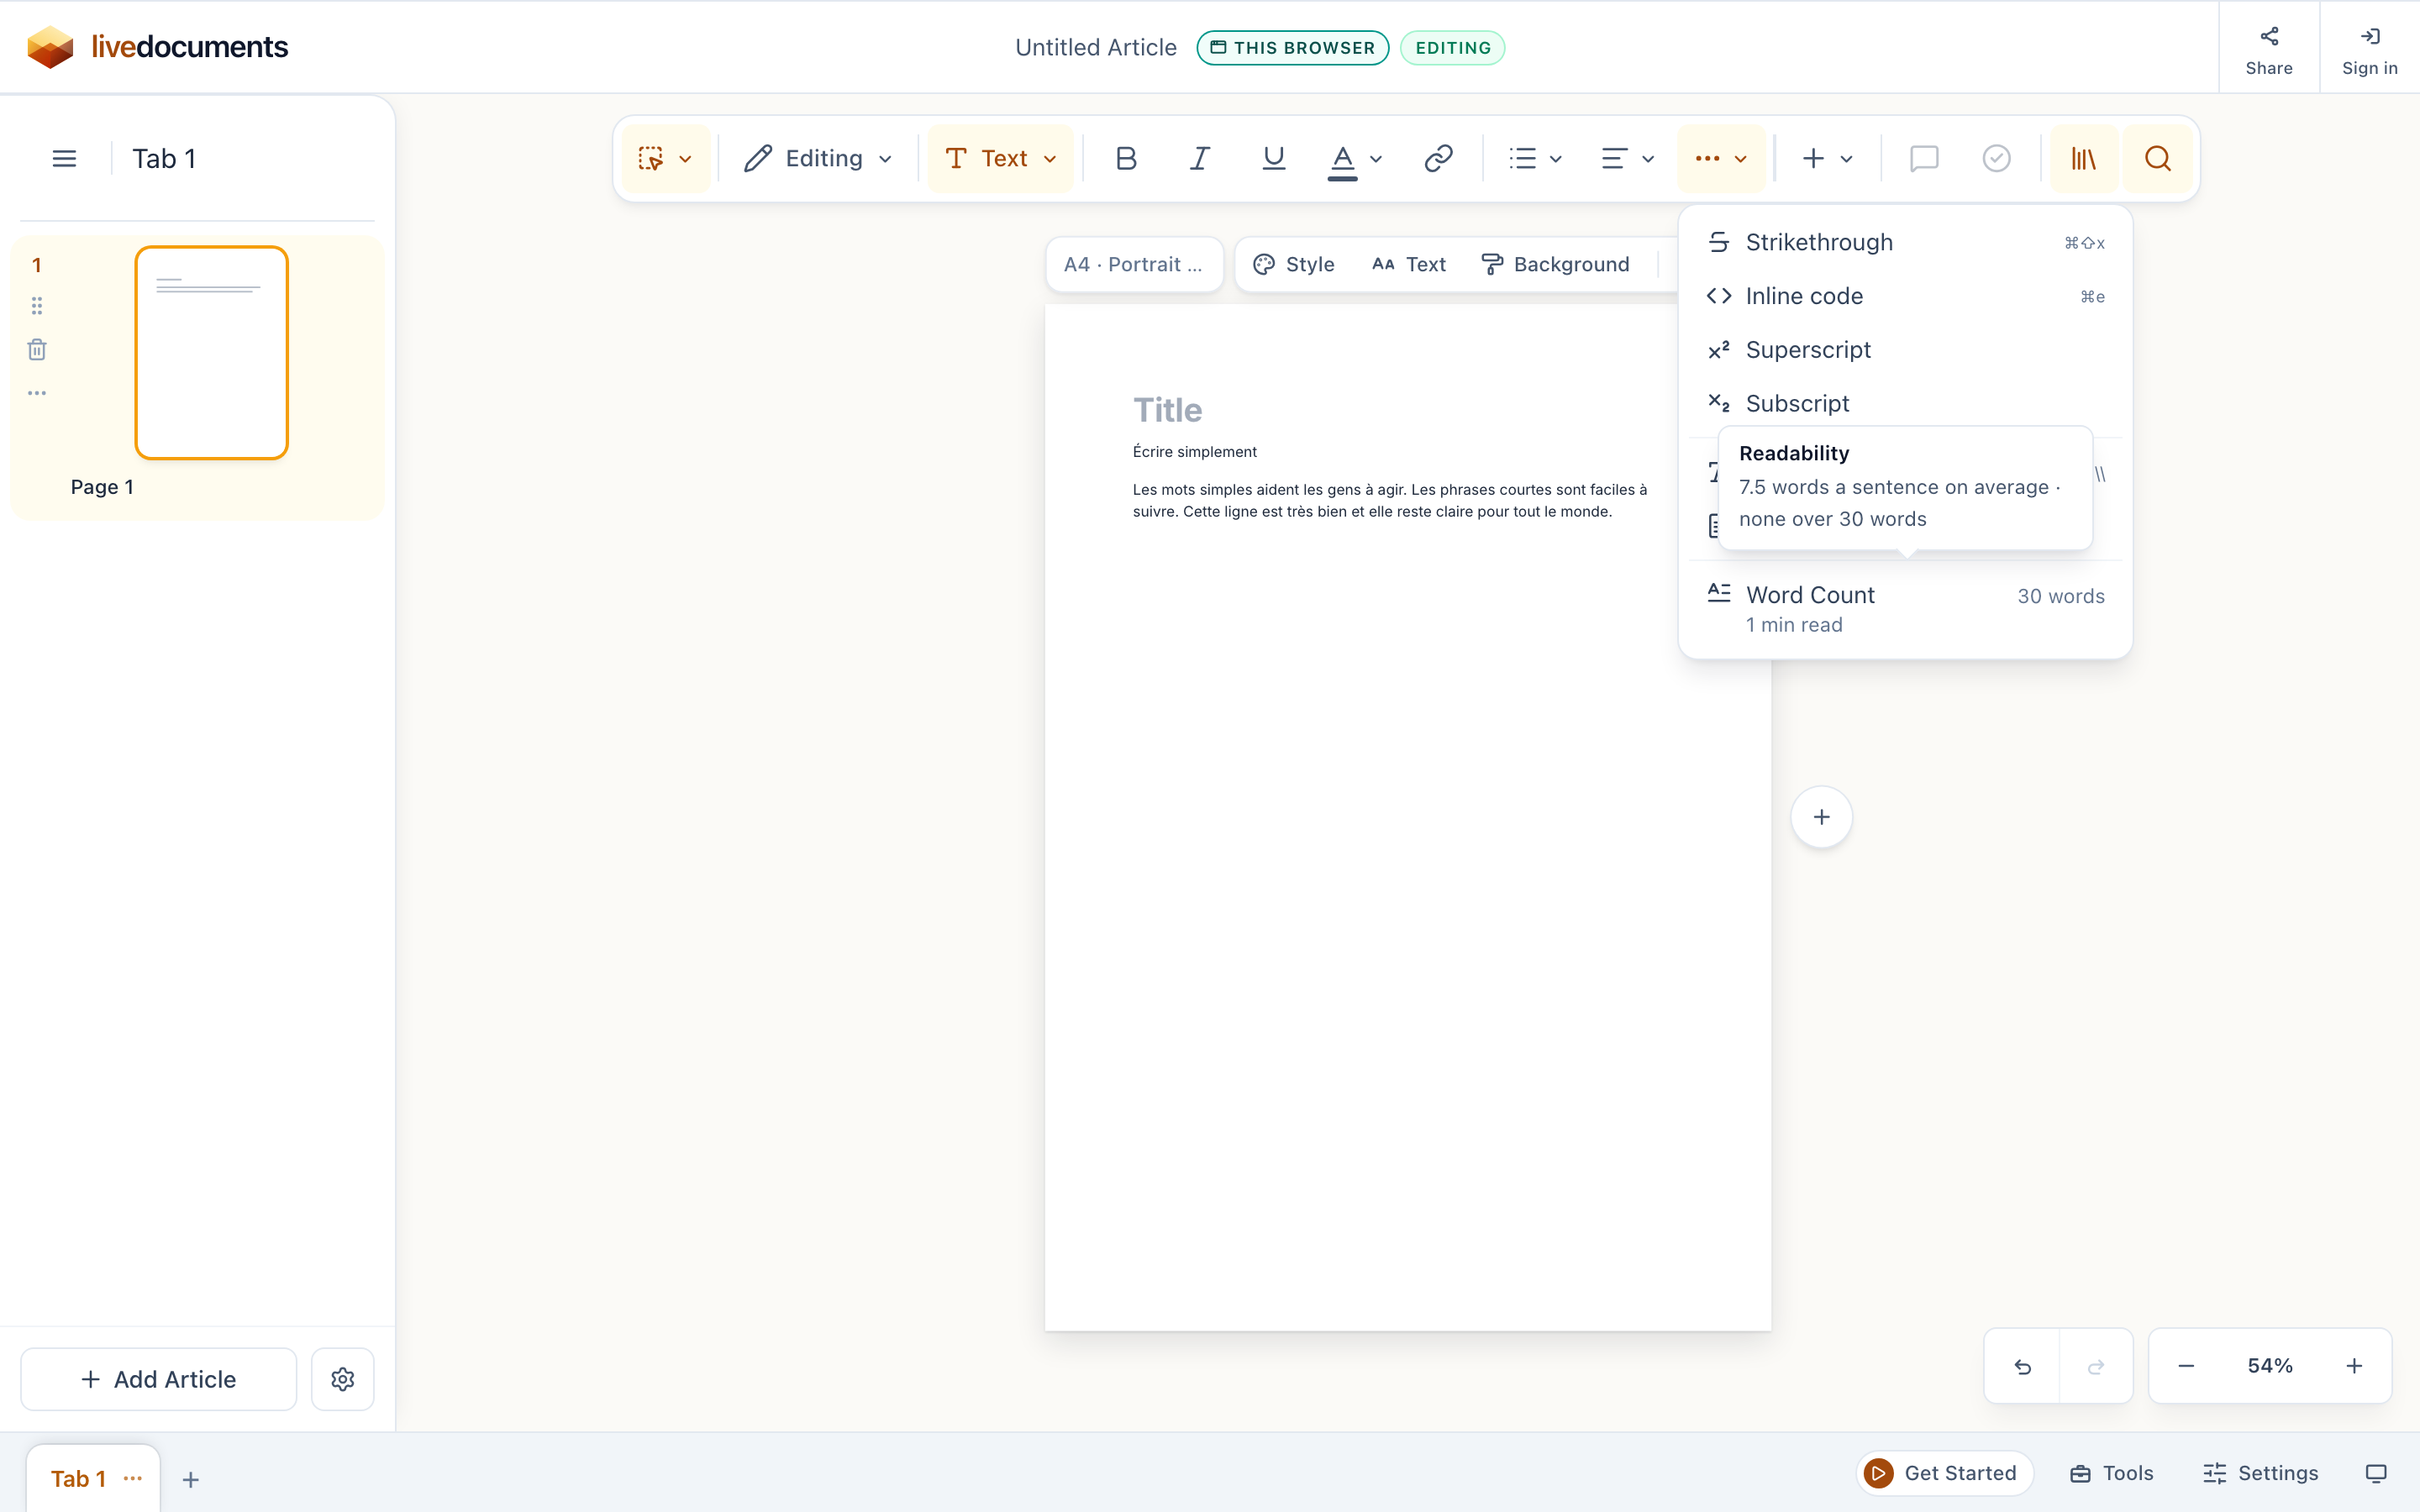 livedocuments
Untitled Article
THIS BROWSER
EDITING
Share
Sign in
Tab 1
Editing
Text
A4 · Portrait ...
Style
Text
Background
1
Page 1
Title
Écrire simplement
Les mots simples aident les gens à agir. Les phrases courtes sont faciles à
suivre. Cette ligne est très bien et elle reste claire pour tout le monde.
Strikethrough ⌘⇧x
Inline code ⌘e
Superscript
Subscript
Readability
7.5 words a sentence on average ·
none over 30 words
Word Count 30 words
1 min read
Add Article
54%
Tab 1
Get Started
Tools
Settings